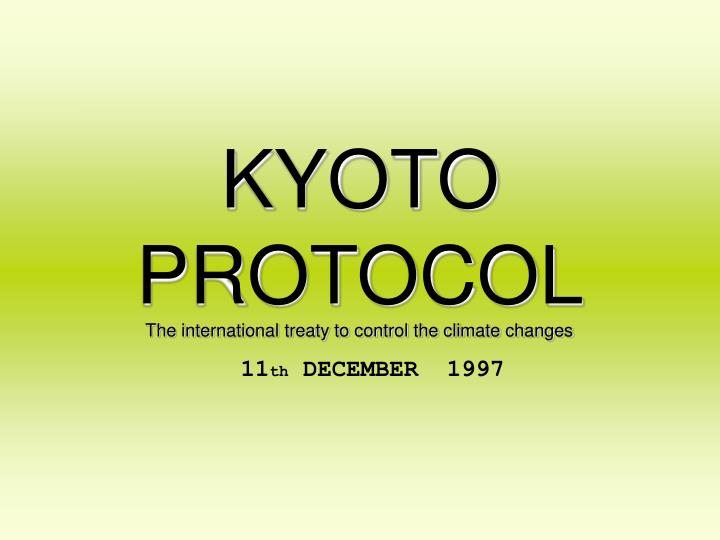 KYOTO
PROTOCOL
The international treaty to control the climate changes
11th DECEMBER 1997